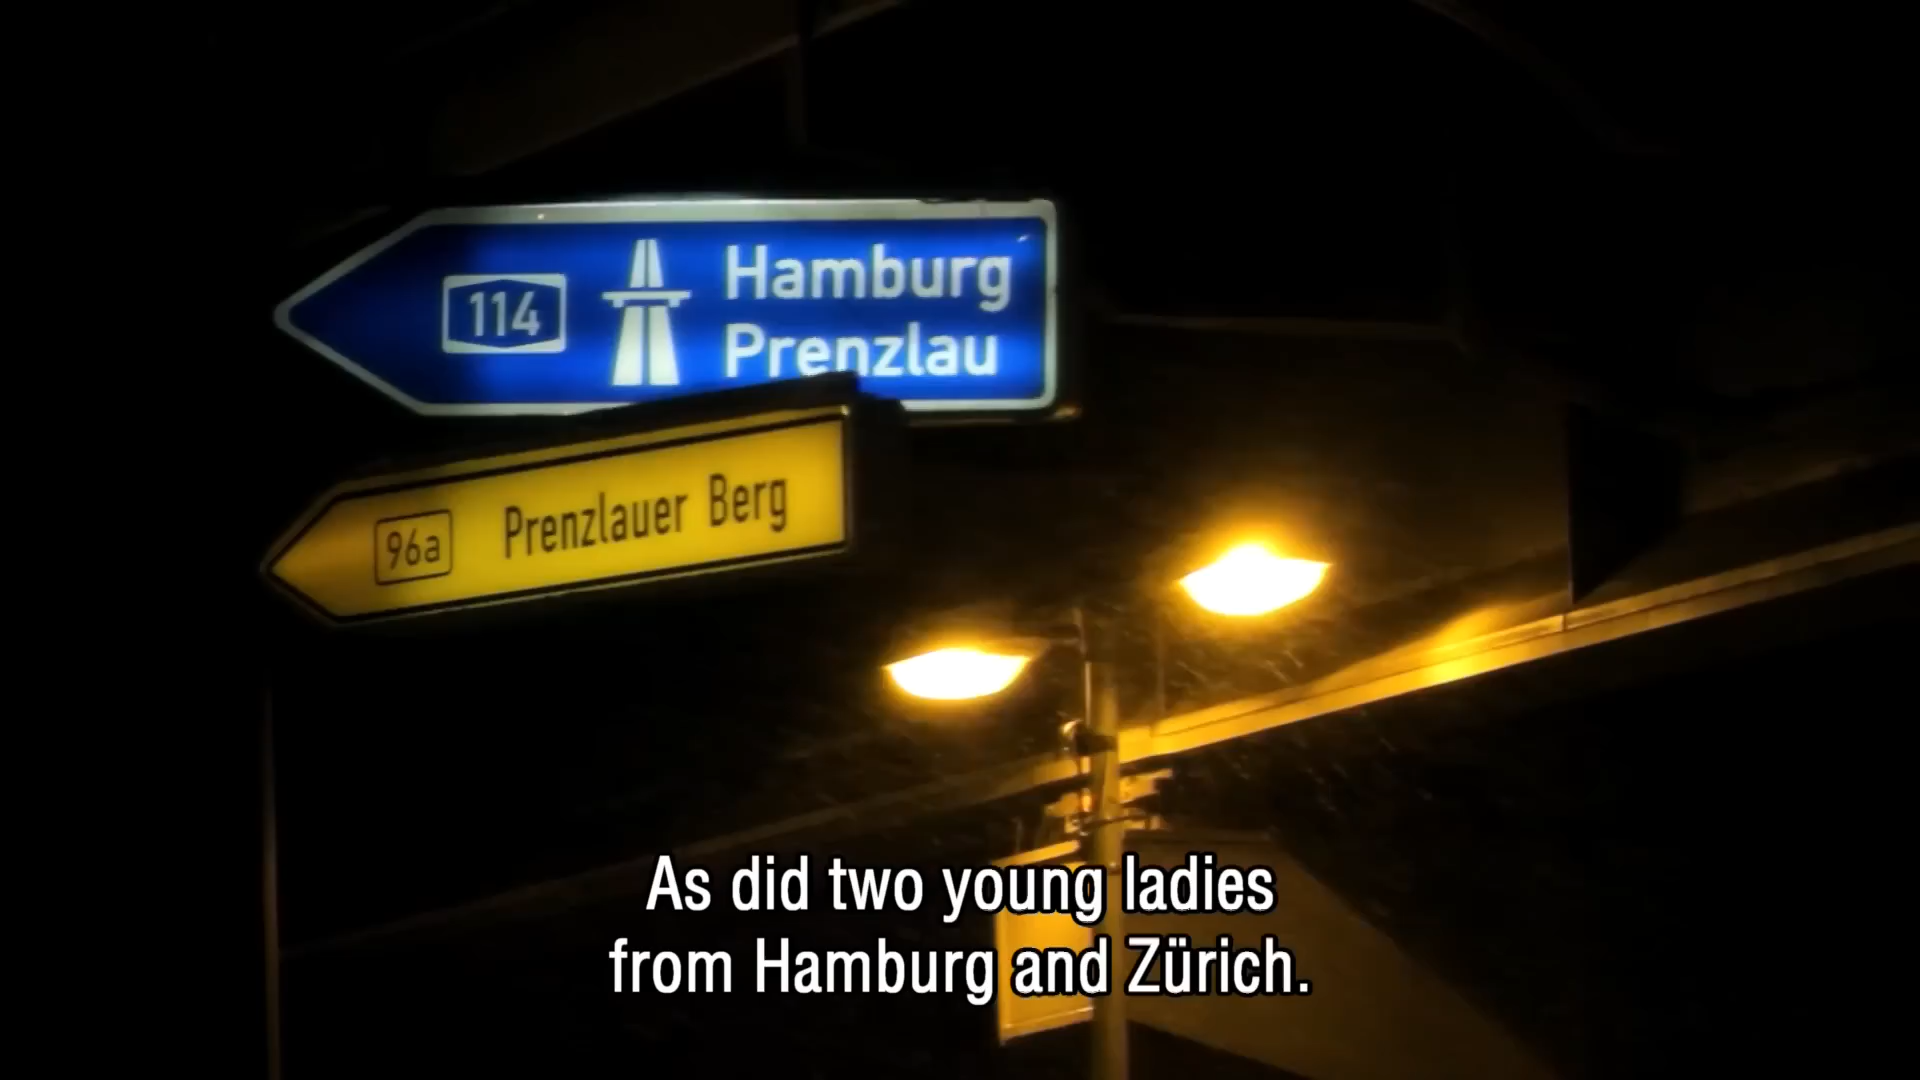 114 Hamburg
Prenzlau
96a Prenzlauer Berg
As did two young ladies
from Hamburg and Zürich.